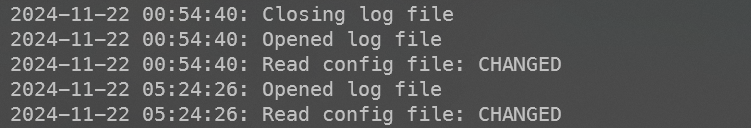 2024-11-22 00:54:40: Closing log file
2024-11-22 00:54:40: Opened log file
2024-11-22 00:54:40: Read config file: CHANGED
2024-11-22 05:24:26: Opened log file
2024-11-22 05:24:26: Read config file: CHANGED